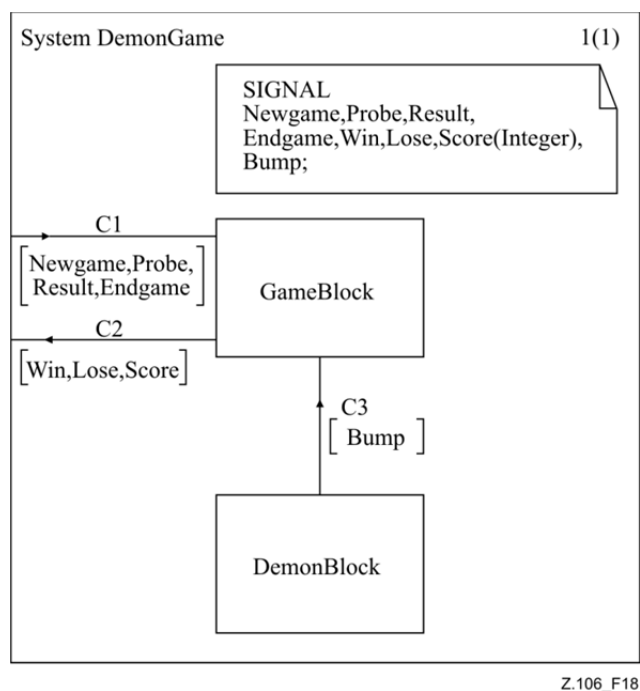 System DemonGame 1(1)
SIGNAL
Newgame,Probe,Result,
Endgame,Win,Lose,Score(Integer),
Bump;
C1
[Newgame,Probe,
Result,Endgame]
GameBlock
C2
[Win,Lose,Score]
C3
[Bump]
DemonBlock
Z.106_F18